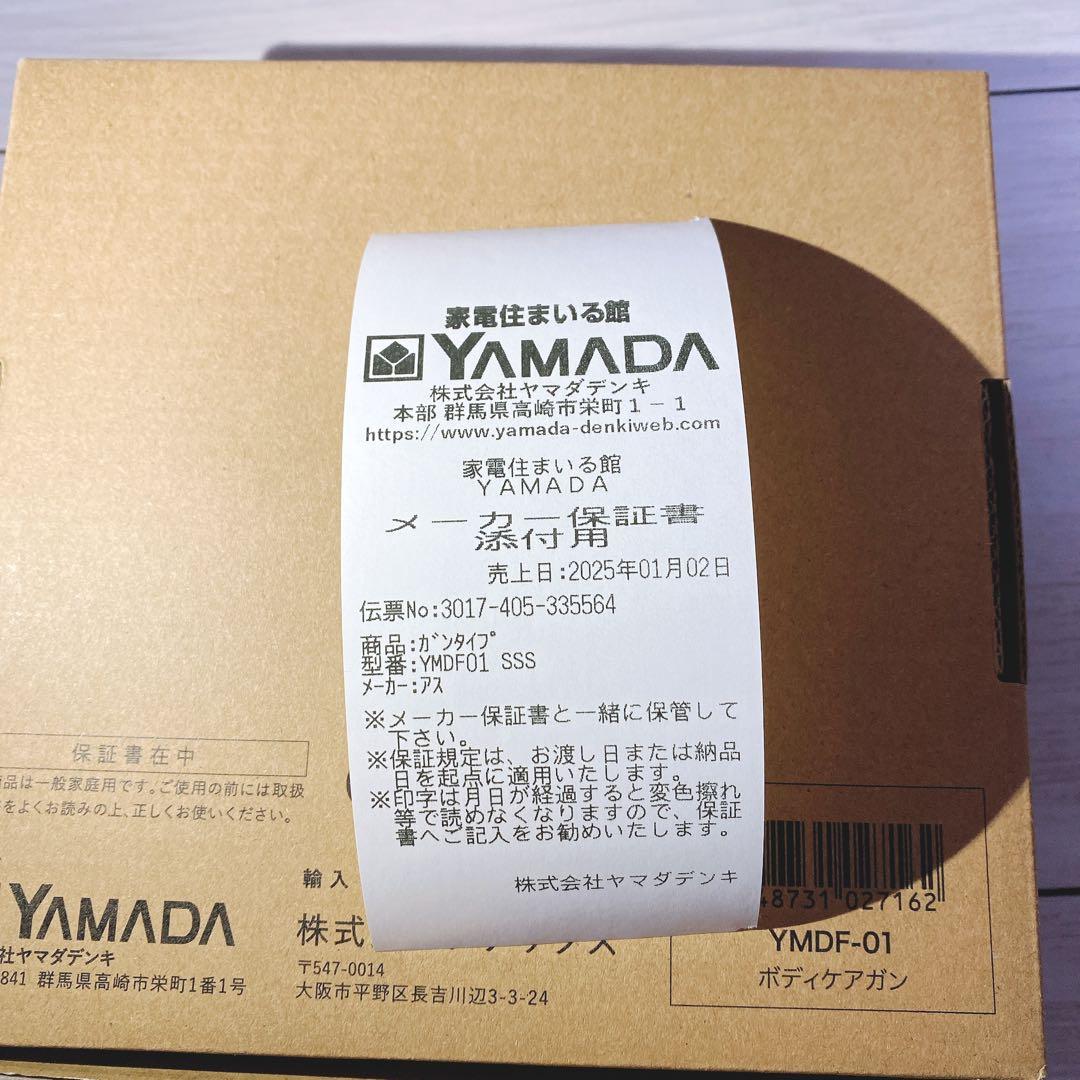 家電住まいる館
YAMADA
株式会社ヤマダデンキ
本部 群馬県高崎市栄町1-1
https://www.yamada-denkiweb.com
家電住まいる館
YAMADA
メーカー保証書
添付用
売上日:2025年01月02日
伝票No:3017-405-335564
商品:ｶﾞﾝﾀｲﾌﾟ
型番:YMDF01 SSS
ﾒｰｶｰ:ｱｽ
※メーカー保証書と一緒に保管して
下さい。
※保証規定は、お渡し日または納品
日を起点に適用いたします。
※印字は月日が経過すると変色擦れ
等で読めなくなりますので、保証
書へご記入をお勧めいたします。
株式会社ヤマダデンキ
保証書在中
品は一般家庭用です。ご使用の前には取扱
をよくお読みの上、正しくお使いください。
YAMADA
社ヤマダデンキ
841 群馬県高崎市栄町1番1号
輸入
株式
〒547-0014
大阪市平野区長吉川辺3-3-24
8731 027162
YMDF-01
ボディケアガン